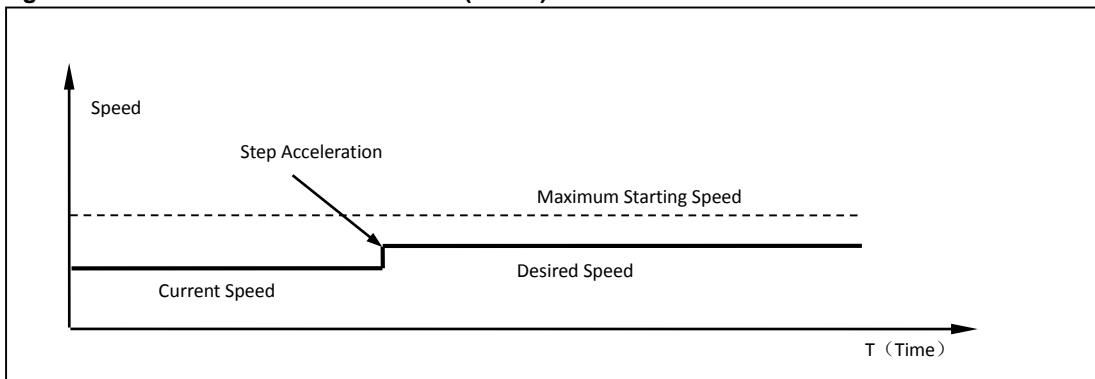 Speed
Step Acceleration
Maximum Starting Speed
Desired Speed
Current Speed
T（Time）